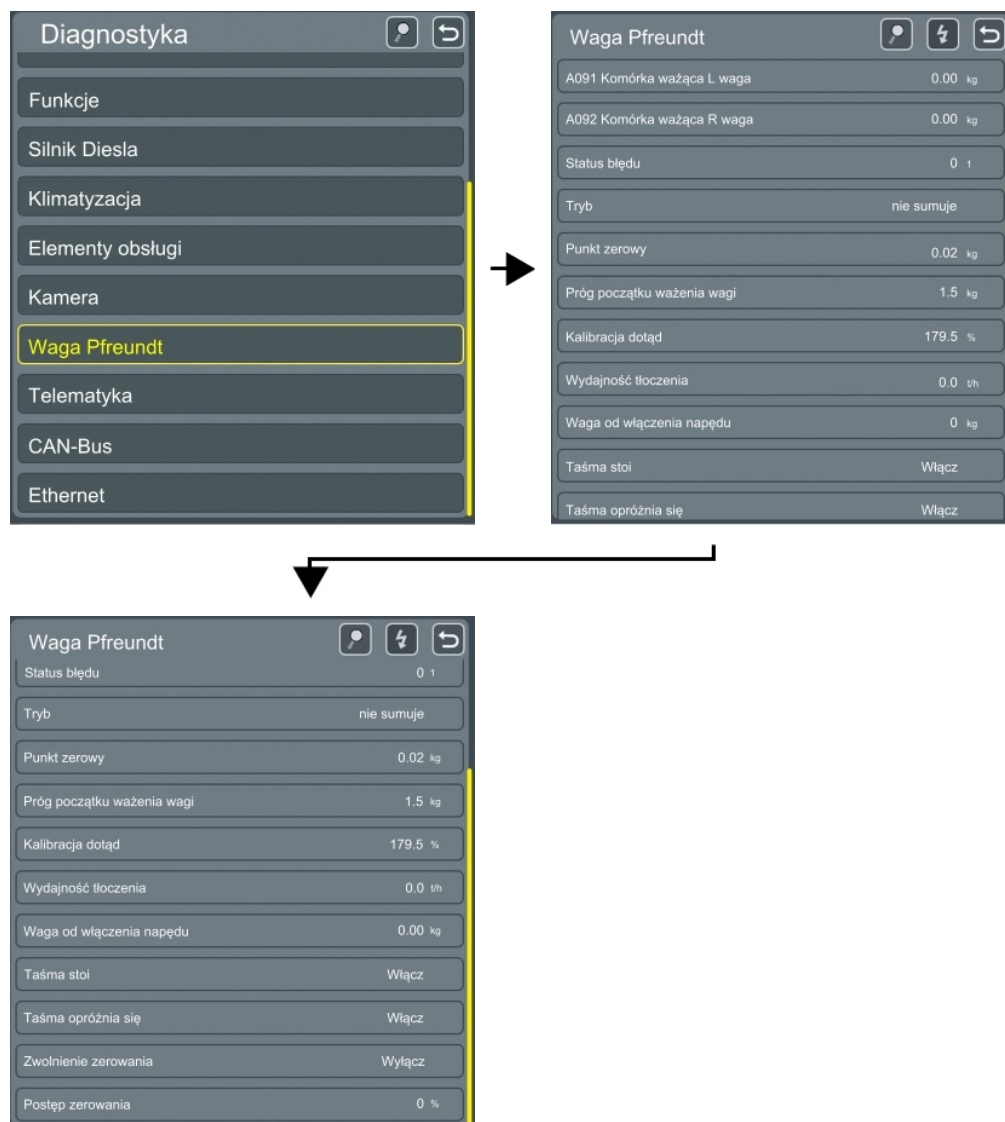 Diagnostyka
Funkcje
Silnik Diesla
Klimatyzacja
Elementy obsługi
Kamera
Waga Pfreundt
Telematyka
CAN-Bus
Ethernet
Waga Pfreundt
A091 Komórka ważąca L waga 0.00 kg
A092 Komórka ważąca R waga 0.00 kg
Status błędu 0 1
Tryb nie sumuje
Punkt zerowy 0.02 kg
Próg początku ważenia wagi 1.5 kg
Kalibracja dotąd 179.5 %
Wydajność tłoczenia 0.0 t/h
Waga od włączenia napędu 0 kg
Taśma stoi Włącz
Taśma opróżnia się Włącz
Waga Pfreundt
Status błędu 0 1
Tryb nie sumuje
Punkt zerowy 0.02 kg
Próg początku ważenia wagi 1.5 kg
Kalibracja dotąd 179.5 %
Wydajność tłoczenia 0.0 t/h
Waga od włączenia napędu 0.00 kg
Taśma stoi Włącz
Taśma opróżnia się Włącz
Zwolnienie zerowania Wyłącz
Postęp zerowania 0 %